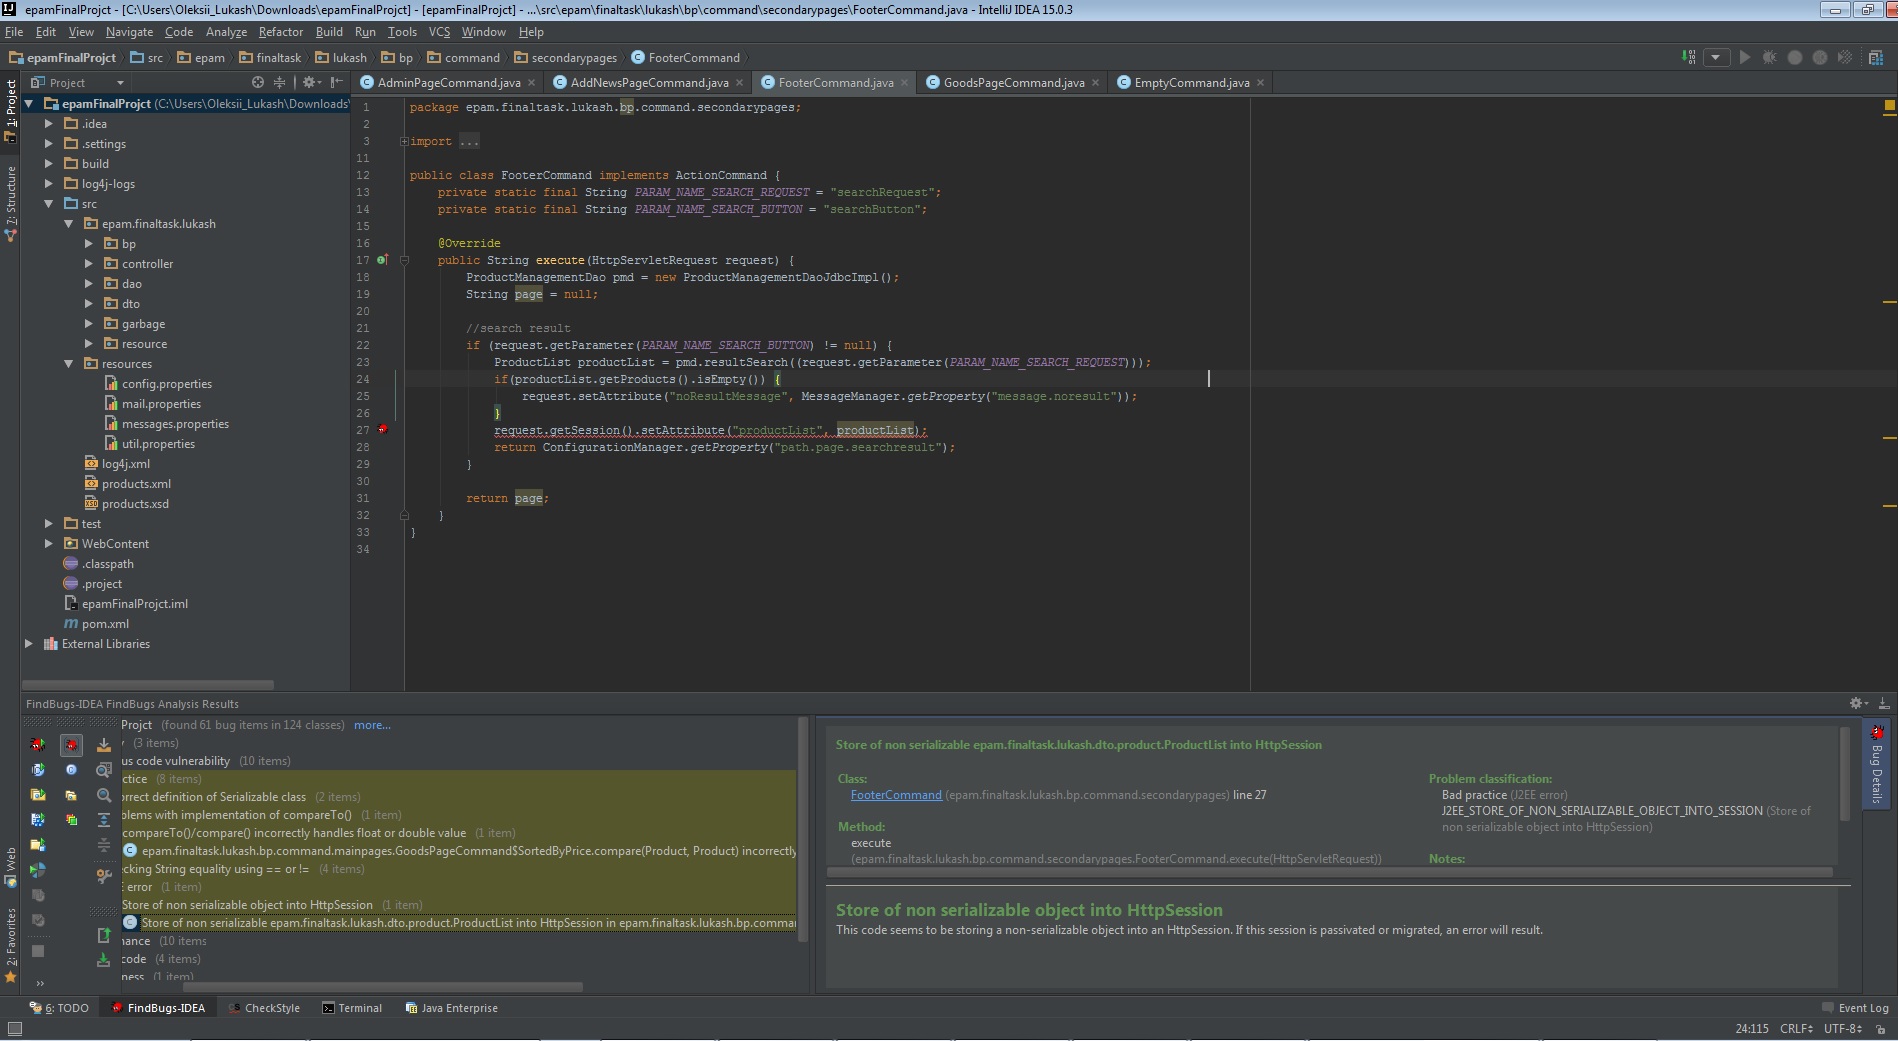 epamFinalProjct - [C:\Users\Oleksii_Lukash\Downloads\epamFinalProjct] - [epamFinalProjct] - ...\src\epam\finaltask\lukash\bp\command\secondarypages\FooterCommand.java - IntelliJ IDEA 15.0.3
File Edit View Navigate Code Analyze Refactor Build Run Tools VCS Window Help
epamFinalProjct src epam finaltask lukash bp command secondarypages FooterCommand
Project
AdminPageCommand.java AddNewsPageCommand.java FooterCommand.java GoodsPageCommand.java EmptyCommand.java
1: Project
7: Structure
Web
2: Favorites
epamFinalProjct (C:\Users\Oleksii_Lukash\Downloads\
.idea
.settings
build
log4j-logs
src
epam.finaltask.lukash
bp
controller
dao
dto
garbage
resource
resources
config.properties
mail.properties
messages.properties
util.properties
log4j.xml
products.xml
products.xsd
test
WebContent
.classpath
.project
epamFinalProjct.iml
pom.xml
External Libraries
1 package epam.finaltask.lukash.bp.command.secondarypages;
2
3 import ...
11
12 public class FooterCommand implements ActionCommand {
13 private static final String PARAM_NAME_SEARCH_REQUEST = "searchRequest";
14 private static final String PARAM_NAME_SEARCH_BUTTON = "searchButton";
15
16 @Override
17 public String execute(HttpServletRequest request) {
18 ProductManagementDao pmd = new ProductManagementDaoJdbcImpl();
19 String page = null;
20
21 //search result
22 if (request.getParameter(PARAM_NAME_SEARCH_BUTTON) != null) {
23 ProductList productList = pmd.resultSearch((request.getParameter(PARAM_NAME_SEARCH_REQUEST)));
24 if(productList.getProducts().isEmpty()) {
25 request.setAttribute("noResultMessage", MessageManager.getProperty("message.noresult"));
26 }
27 request.getSession().setAttribute("productList", productList);
28 return ConfigurationManager.getProperty("path.page.searchresult");
29 }
30
31 return page;
32 }
33 }
34
FindBugs-IDEA FindBugs Analysis Results
Projct (found 61 bug items in 124 classes) more...
y (3 items)
us code vulnerability (10 items)
ctice (8 items)
orrect definition of Serializable class (2 items)
blems with implementation of compareTo() (1 item)
compareTo()/compare() incorrectly handles float or double value (1 item)
epam.finaltask.lukash.bp.command.mainpages.GoodsPageCommand$SortedByPrice.compare(Product, Product) incorrectly
ecking String equality using == or != (4 items)
E error (1 item)
Store of non serializable object into HttpSession (1 item)
Store of non serializable epam.finaltask.lukash.dto.product.ProductList into HttpSession in epam.finaltask.lukash.bp.comman
nance (10 items
code (4 items)
ness (1 item)
Store of non serializable epam.finaltask.lukash.dto.product.ProductList into HttpSession
Class:
FooterCommand (epam.finaltask.lukash.bp.command.secondarypages) line 27
Method:
execute
(epam.finaltask.lukash.bp.command.secondarypages.FooterCommand.execute(HttpServletRequest))
Problem classification:
Bad practice (J2EE error)
J2EE_STORE_OF_NON_SERIALIZABLE_OBJECT_INTO_SESSION (Store of
non serializable object into HttpSession)
Notes:
Store of non serializable object into HttpSession
This code seems to be storing a non-serializable object into an HttpSession. If this session is passivated or migrated, an error will result.
Bug Details
6: TODO FindBugs-IDEA CheckStyle Terminal Java Enterprise Event Log
24:115 CRLF UTF-8